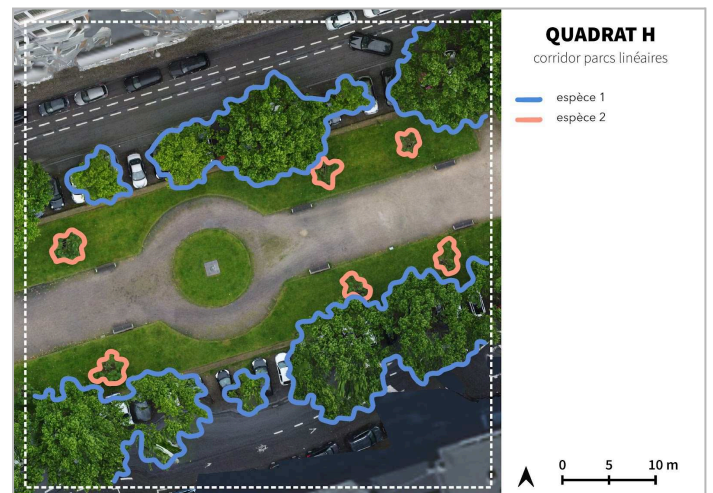 QUADRAT H
corridor parcs linéaires
espèce 1
espèce 2
0 5 10 m